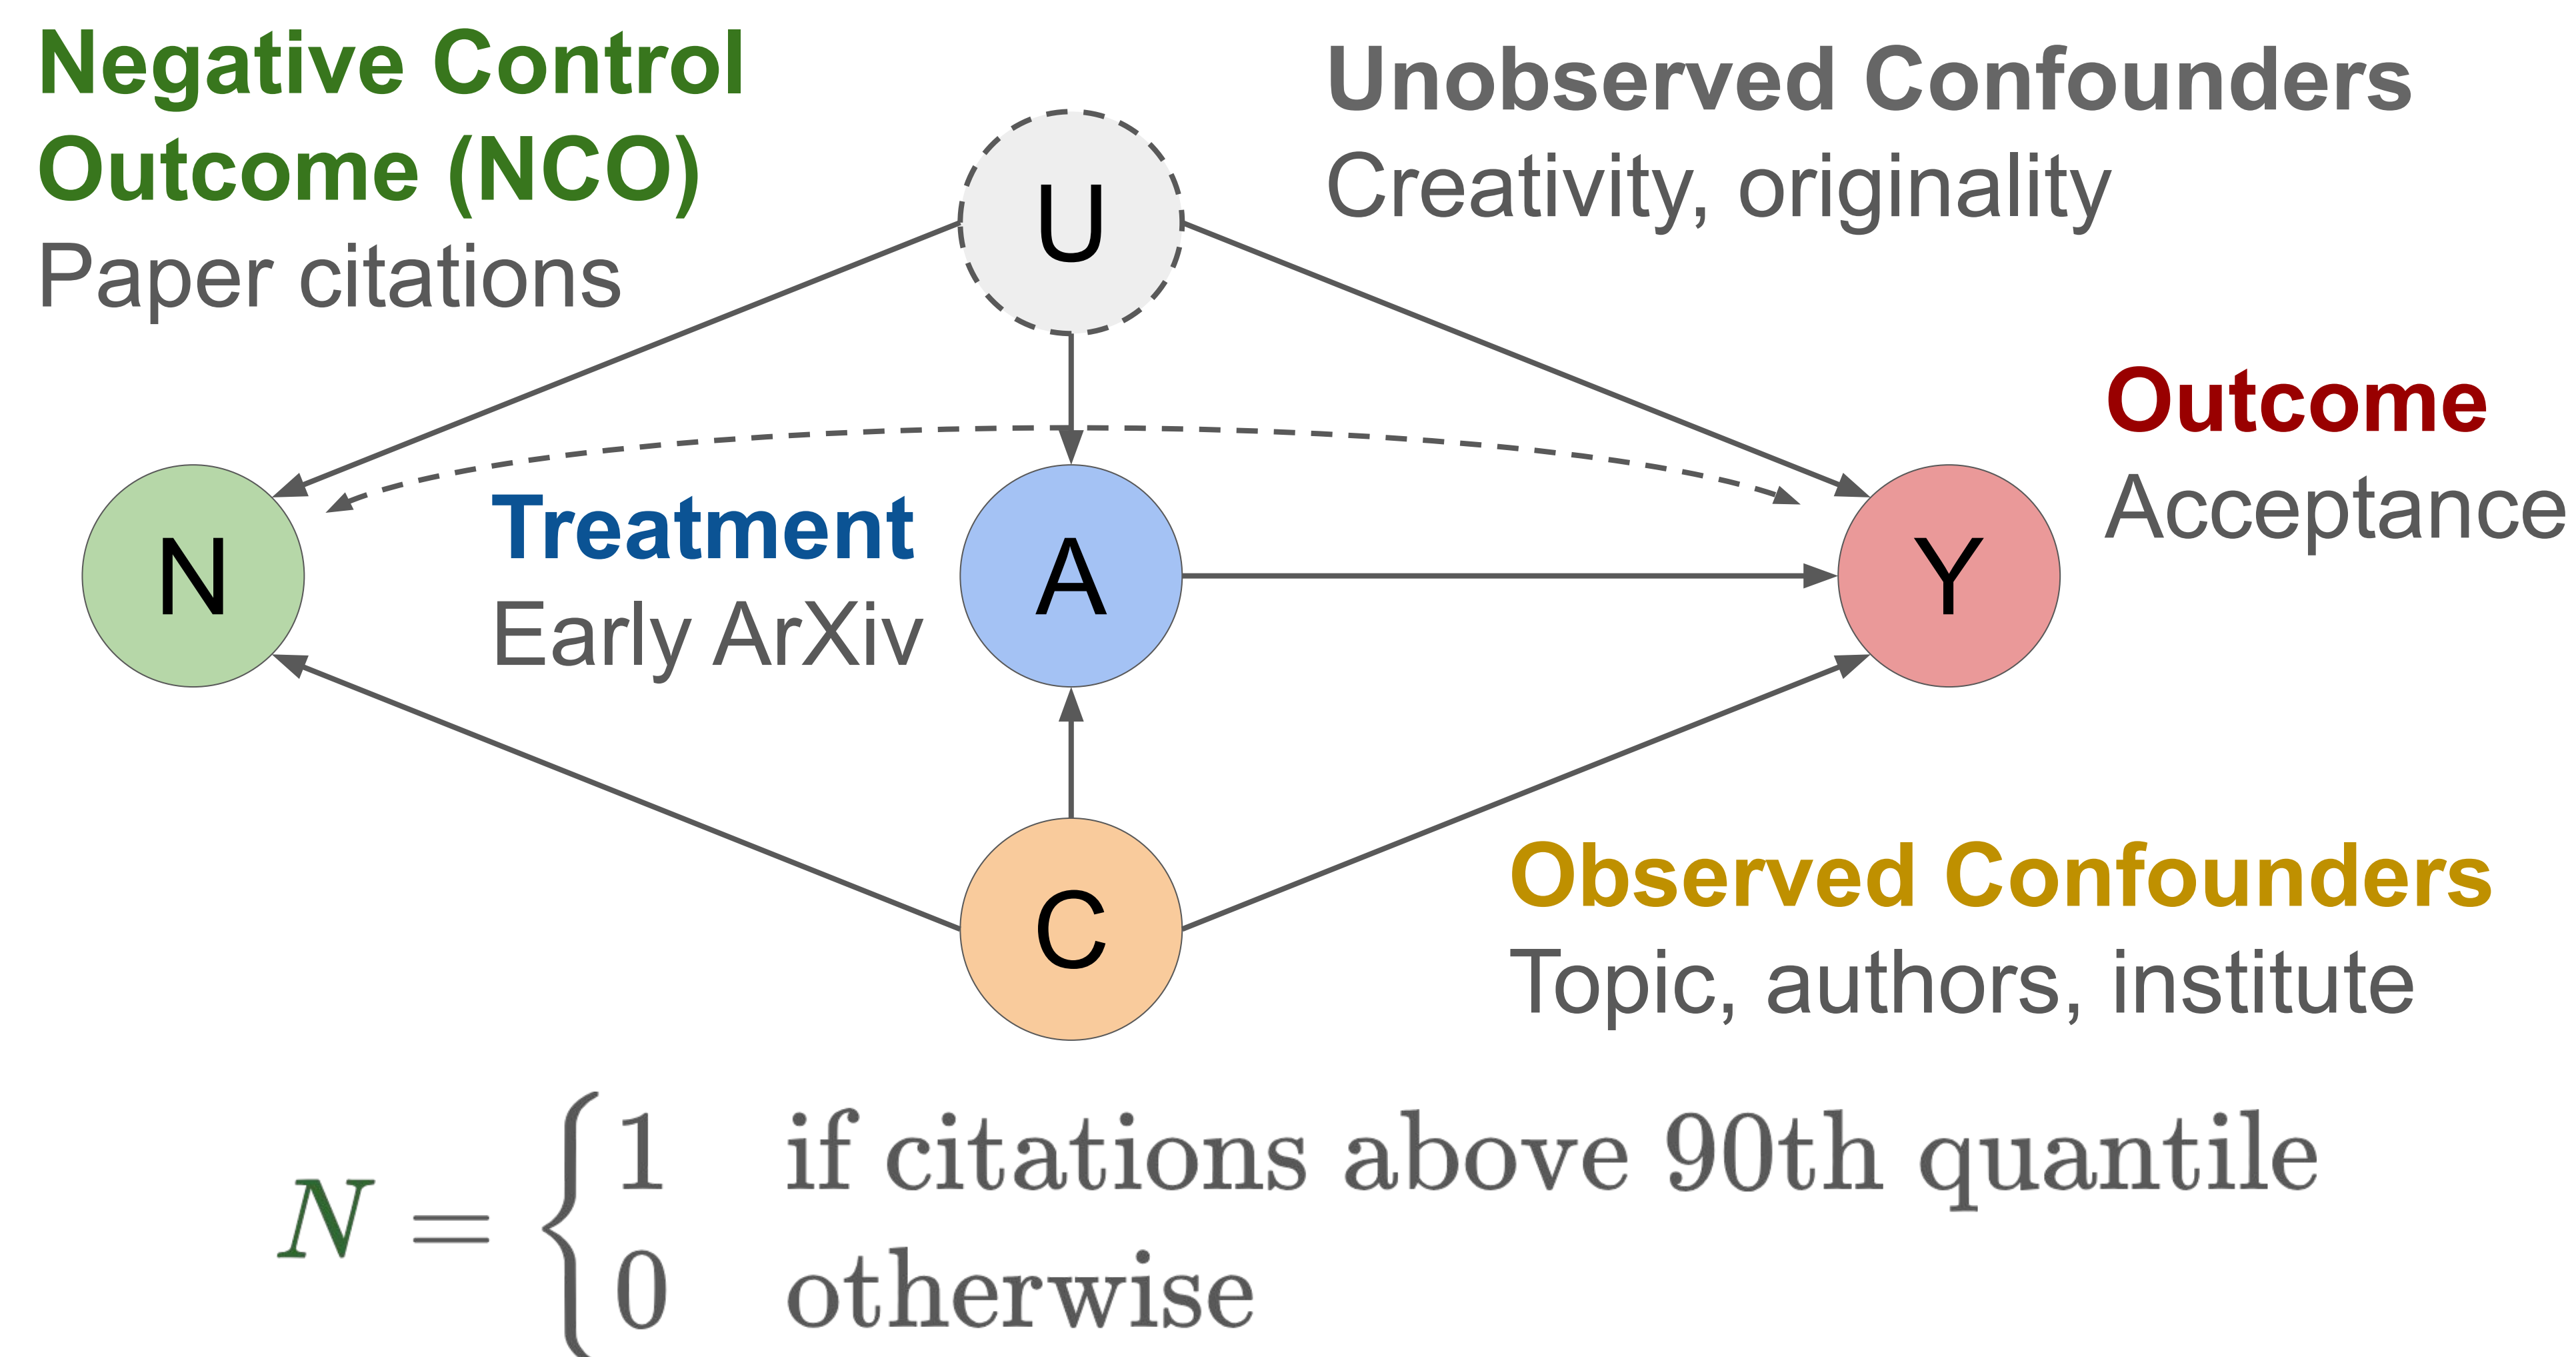 Negative Control
Outcome (NCO)
Paper citations
Unobserved Confounders
Creativity, originality
U
Outcome
Acceptance
N
Treatment
Early ArXiv
A
Y
C
Observed Confounders
Topic, authors, institute
N = { 1 if citations above 90th quantile
0 otherwise